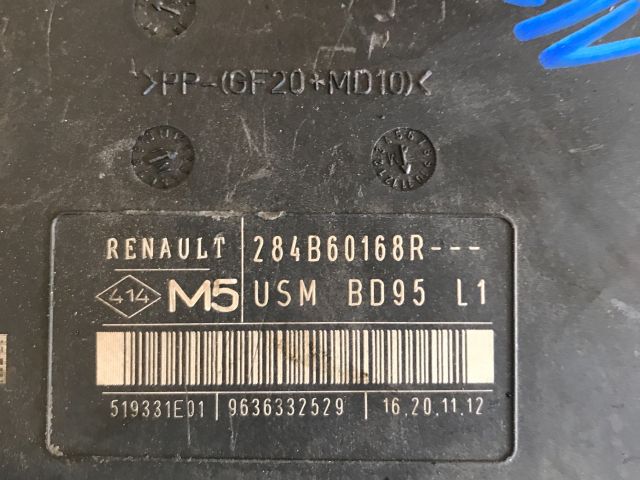 >PP-(GF20+MD10)<
RENAULT 284B60168R---
414 M5 USM BD95 L1
519331E01 9636332529 16.20.11.12